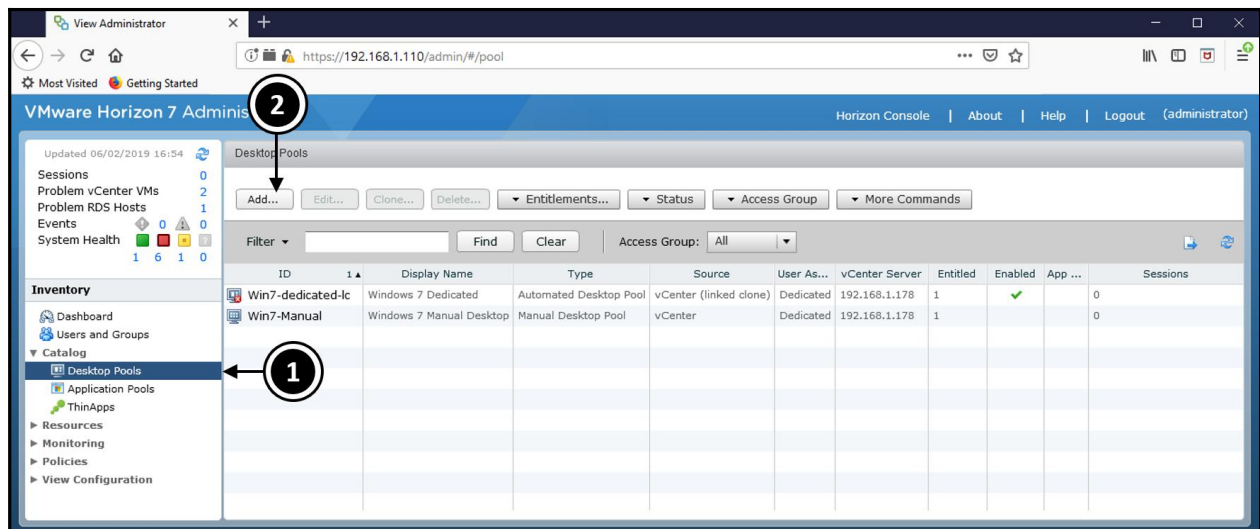 View Administrator
https://192.168.1.110/admin/#/pool
Most Visited Getting Started
VMware Horizon 7 Adminis
2
Horizon Console | About | Help | Logout (administrator)
Updated 06/02/2019 16:54
Sessions 0
Problem vCenter VMs 2
Problem RDS Hosts 1
Events 0 0
System Health
1 6 1 0
Inventory
Dashboard
Users and Groups
Catalog
Desktop Pools
1
Application Pools
ThinApps
Resources
Monitoring
Policies
View Configuration
Desktop Pools
Add... Edit... Clone... Delete... Entitlements... Status Access Group More Commands
Filter Find Clear Access Group: All
ID 1 Display Name Type Source User As... vCenter Server Entitled Enabled App ... Sessions
Win7-dedicated-lc Windows 7 Dedicated Automated Desktop Pool vCenter (linked clone) Dedicated 192.168.1.178 1 0
Win7-Manual Windows 7 Manual Desktop Manual Desktop Pool vCenter Dedicated 192.168.1.178 1 0